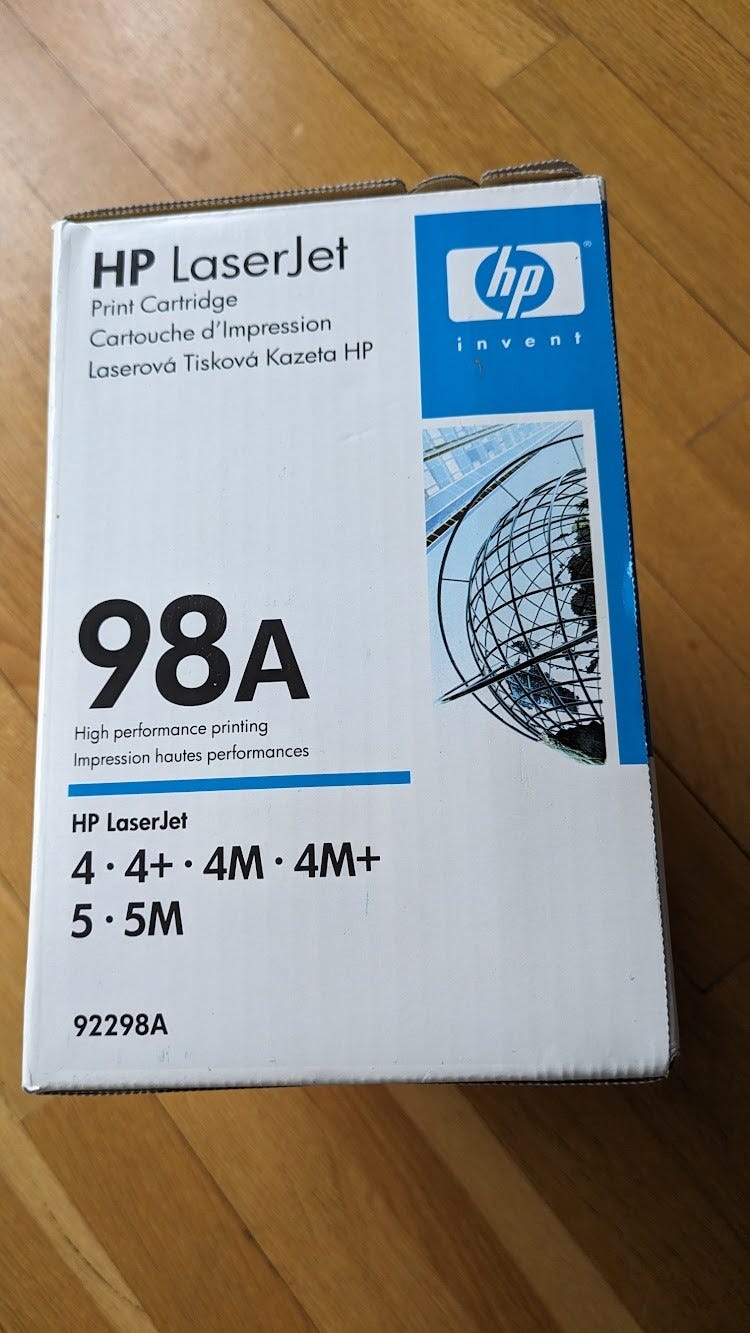 HP LaserJet
Print Cartridge
Cartouche d'Impression
Laserová Tisková Kazeta HP
hp®
invent
98A
High performance printing
Impression hautes performances
HP LaserJet
4 · 4+ · 4M · 4M+
5 · 5M
92298A